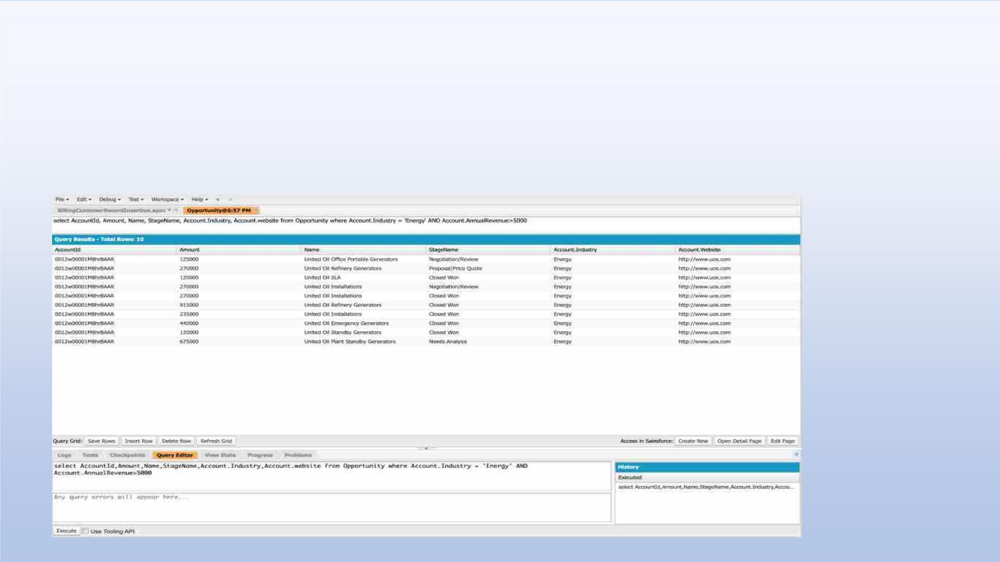 File Edit Debug Test Workspace Help <
BillingCustomerRecordInsertion.apxc * Opportunity@6:57 PM
select AccountId, Amount, Name, StageName, Account.Industry, Account.website from Opportunity where Account.Industry = 'Energy' AND Account.AnnualRevenue>5000
Query Results - Total Rows: 10
AccountId Amount Name StageName Account.Industry Account.Website
0012w00001M8hrBAAR 125000 United Oil Office Portable Generators Negotiation/Review Energy http://www.uos.com
0012w00001M8hrBAAR 270000 United Oil Refinery Generators Proposal/Price Quote Energy http://www.uos.com
0012w00001M8hrBAAR 120000 United Oil SLA Closed Won Energy http://www.uos.com
0012w00001M8hrBAAR 270000 United Oil Installations Negotiation/Review Energy http://www.uos.com
0012w00001M8hrBAAR 270000 United Oil Installations Closed Won Energy http://www.uos.com
0012w00001M8hrBAAR 915000 United Oil Refinery Generators Closed Won Energy http://www.uos.com
0012w00001M8hrBAAR 235000 United Oil Installations Closed Won Energy http://www.uos.com
0012w00001M8hrBAAR 440000 United Oil Emergency Generators Closed Won Energy http://www.uos.com
0012w00001M8hrBAAR 120000 United Oil Standby Generators Closed Won Energy http://www.uos.com
0012w00001M8hrBAAR 675000 United Oil Plant Standby Generators Needs Analysis Energy http://www.uos.com
Query Grid: Save Rows Insert Row Delete Row Refresh Grid Access in Salesforce: Create New Open Detail Page Edit Page
Logs Tests Checkpoints Query Editor View State Progress Problems
select AccountId,Amount,Name,StageName,Account.Industry,Account.website from Opportunity where Account.Industry = 'Energy' AND
Account.AnnualRevenue>5000
Any query errors will appear here...
History
Executed
select AccountId,Amount,Name,StageName,Account.Industry,Accou...
Execute Use Tooling API